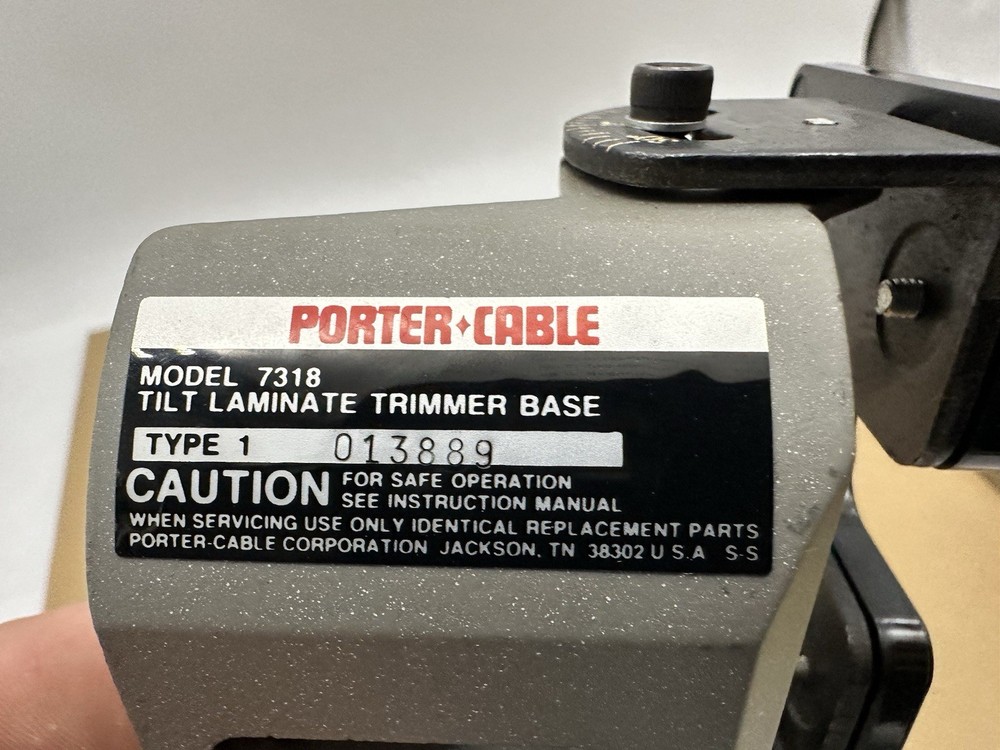 PORTER♦CABLE
MODEL 7318
TILT LAMINATE TRIMMER BASE
TYPE 1 013889
CAUTION FOR SAFE OPERATION
SEE INSTRUCTION MANUAL
WHEN SERVICING USE ONLY IDENTICAL REPLACEMENT PARTS
PORTER-CABLE CORPORATION JACKSON, TN 38302 U S.A S-S